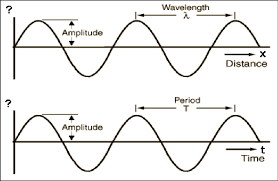 ?
Wavelength
λ
Amplitude
x
Distance
?
Period
T
Amplitude
t
Time